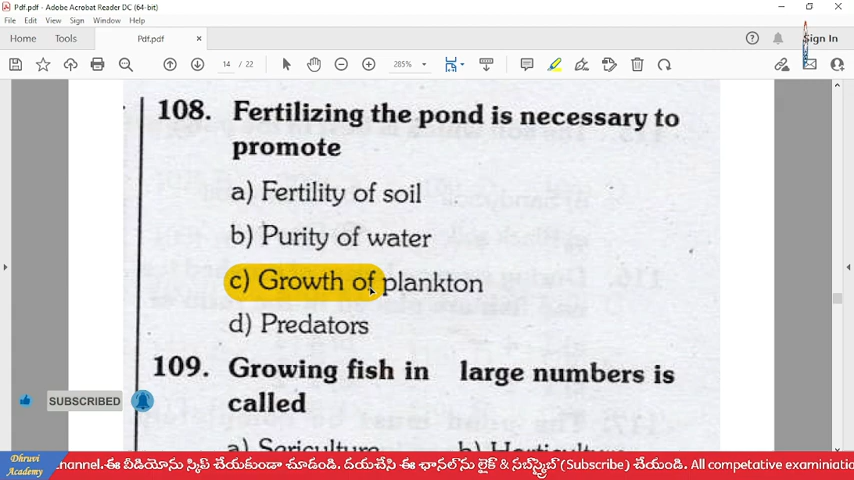 Pdf.pdf - Adobe Acrobat Reader DC (64-bit)
File Edit View Sign Window Help
Home Tools Pdf.pdf × Sign In
14 / 22 285%
108. Fertilizing the pond is necessary to
promote
a) Fertility of soil
b) Purity of water
c) Growth of plankton
d) Predators
109. Growing fish in large numbers is
called
a) Sericulture b) Horticulture
SUBSCRIBED
Dhruvi
Academy
hannel.ఈ వీడియోను స్కిప్ చేయకుండా చూడండి. దయచేసి ఈ ఛానల్‌ను లైక్ & సబ్‌స్క్రైబ్ (Subscribe) చేయండి. All competative examiniatio